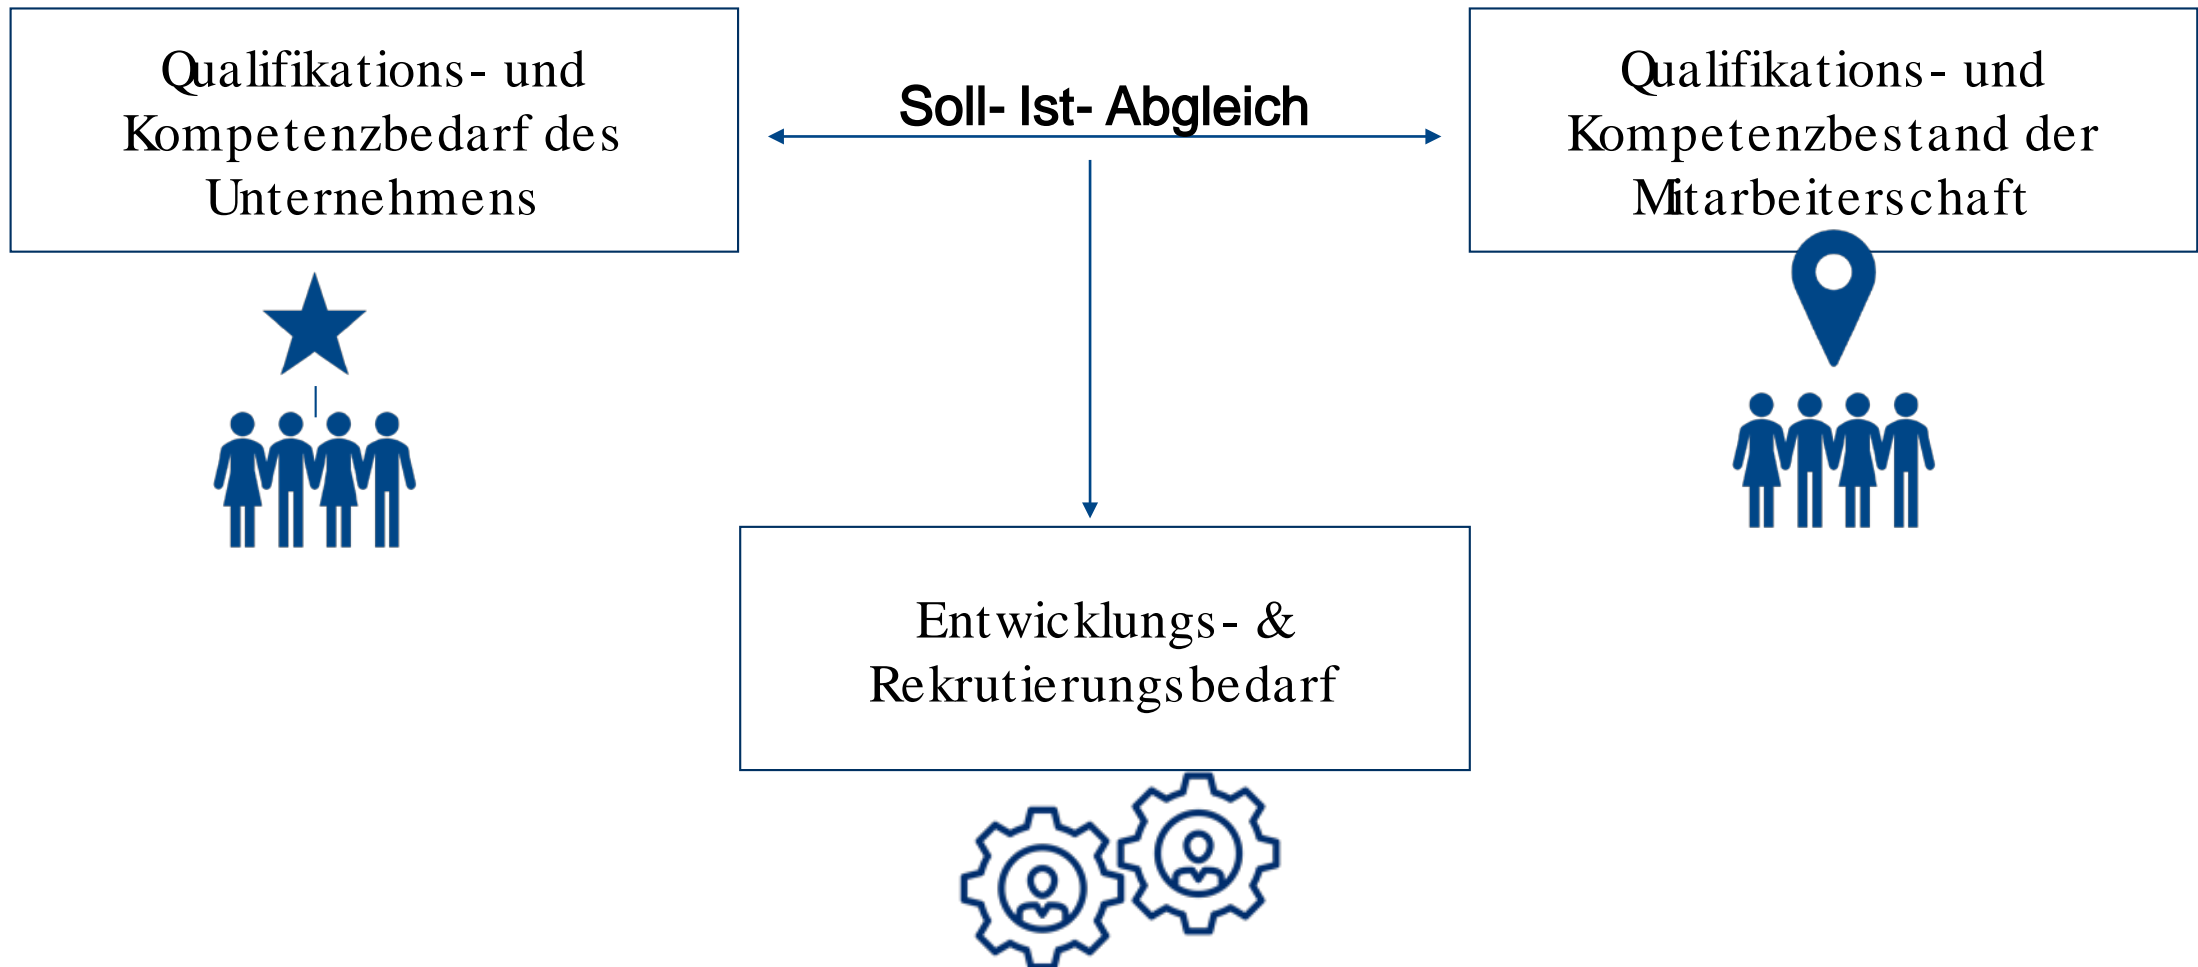 Qualifikations- und
Kompetenzbedarf des
Unternehmens
Soll- Ist- Abgleich
Qualifikations- und
Kompetenzbestand der
Mitarbeiterschaft
Entwicklungs- &
Rekrutierungsbedarf